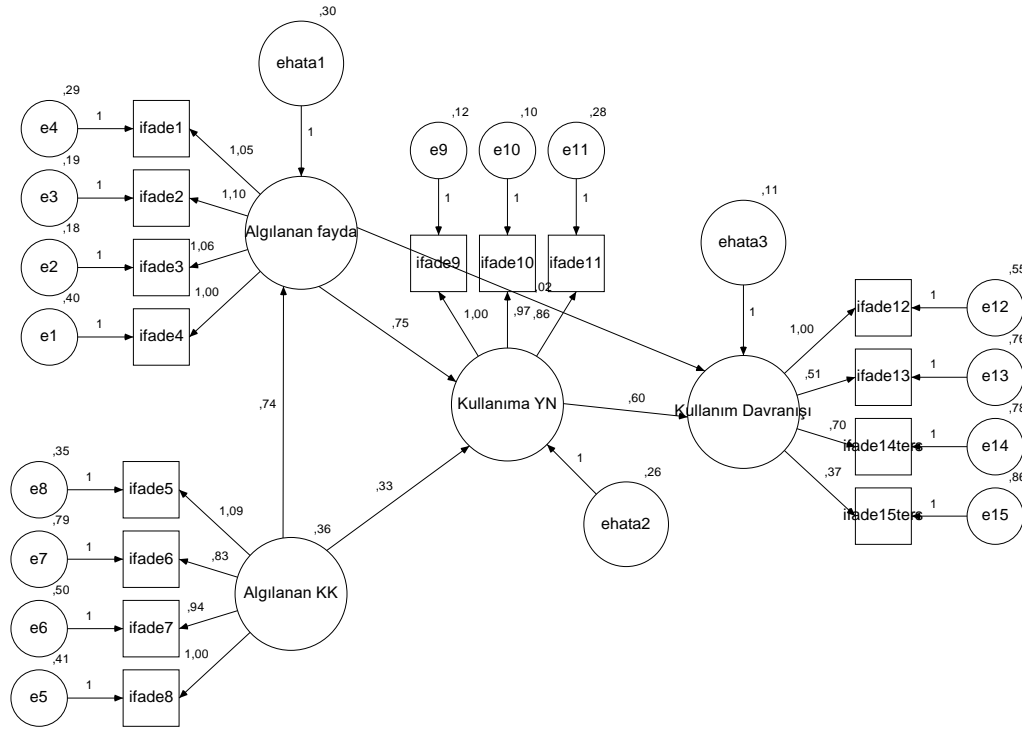 ,30
ehata1
1
,29
e4
1
ifade1
1,05
,19
e3
1
ifade2
1,10
,18
e2
1
ifade3
1,06
,40
e1
1
ifade4
1,00
Algılanan fayda
,12
e9
1
ifade9
1,00
,10
e10
1
ifade10
,97
,28
e11
1
ifade11
,86
,02
,75
,74
Kullanıma YN
,60
,11
ehata3
1
Kullanım Davranışı
1,00
ifade12
1
e12
,55
,51
ifade13
1
e13
,76
,70
ifade14ters
1
e14
,78
,37
ifade15ters
1
e15
,86
1
,26
ehata2
,33
,36
Algılanan KK
,35
e8
1
ifade5
1,09
,79
e7
1
ifade6
,83
,50
e6
1
ifade7
,94
,41
e5
1
ifade8
1,00